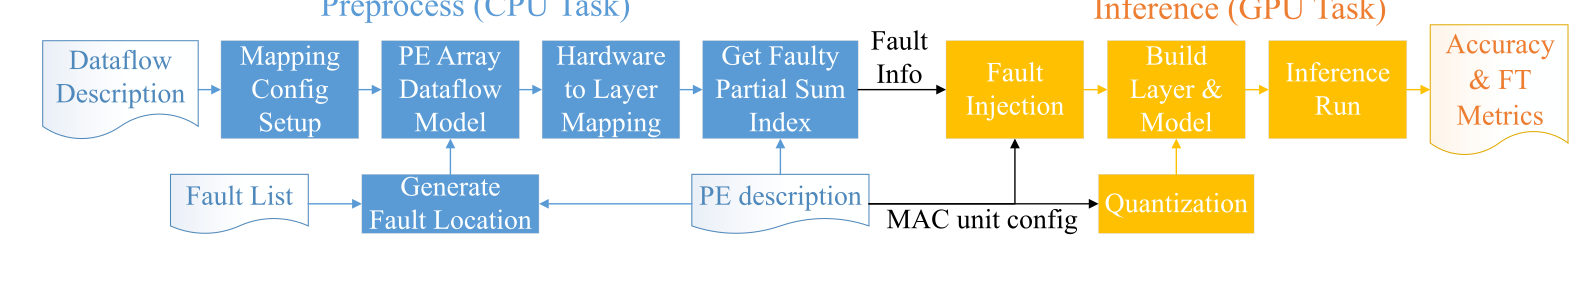 Preprocess (CPU Task)
Inference (GPU Task)
Dataflow
Description
Mapping
Config
Setup
PE Array
Dataflow
Model
Hardware
to Layer
Mapping
Get Faulty
Partial Sum
Index
Fault
Info
Fault
Injection
Build
Layer &
Model
Inference
Run
Accuracy
& FT
Metrics
Fault List
Generate
Fault Location
PE description
MAC unit config
Quantization